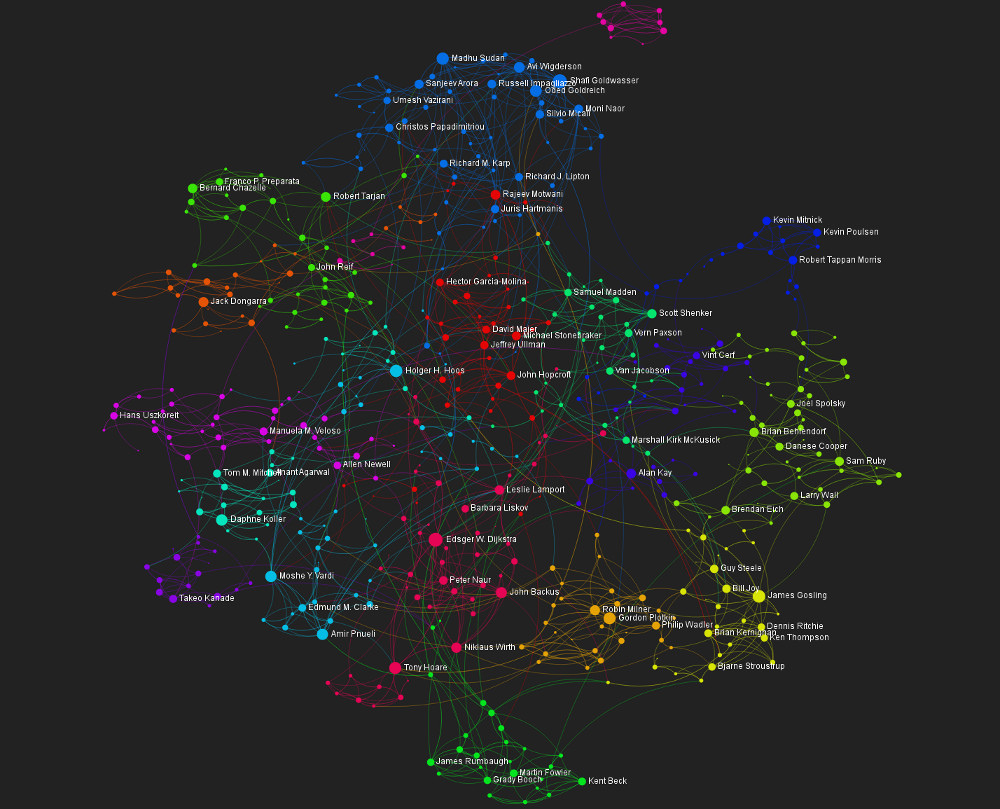 Madhu Sudan
Avi Wigderson
Sanjeev Arora
Russell Impagliazzo
Shafi Goldwasser
Oded Goldreich
Umesh Vazirani
Silvio Micali
Moni Naor
Christos Papadimitriou
Richard M. Karp
Richard J. Lipton
Franco P. Preparata
Bernard Chazelle
Robert Tarjan
Rajeev Motwani
Juris Hartmanis
Kevin Mitnick
Kevin Poulsen
Robert Tappan Morris
John Reif
Hector Garcia-Molina
Samuel Madden
Jack Dongarra
Scott Shenker
David Maier
Michael Stonebraker
Vern Paxson
Jeffrey Ullman
Vint Cerf
Holger H. Hoos
John Hopcroft
Van Jacobson
Hans Uszkoreit
Joel Spolsky
Manuela M. Veloso
Brian Behlendorf
Marshall Kirk McKusick
Danese Cooper
Allen Newell
Sam Ruby
Tom M. Mitchell
Anant Agarwal
Alan Kay
Leslie Lamport
Larry Wall
Barbara Liskov
Brendan Eich
Daphne Koller
Edsger W. Dijkstra
Guy Steele
Moshe Y. Vardi
Peter Naur
Bill Joy
John Backus
James Gosling
Takeo Kanade
Edmund M. Clarke
Robin Milner
Gordon Plotkin
Philip Wadler
Dennis Ritchie
Amir Pnueli
Brian Kernighan
Ken Thompson
Niklaus Wirth
Tony Hoare
Bjarne Stroustrup
James Rumbaugh
Martin Fowler
Grady Booch
Kent Beck